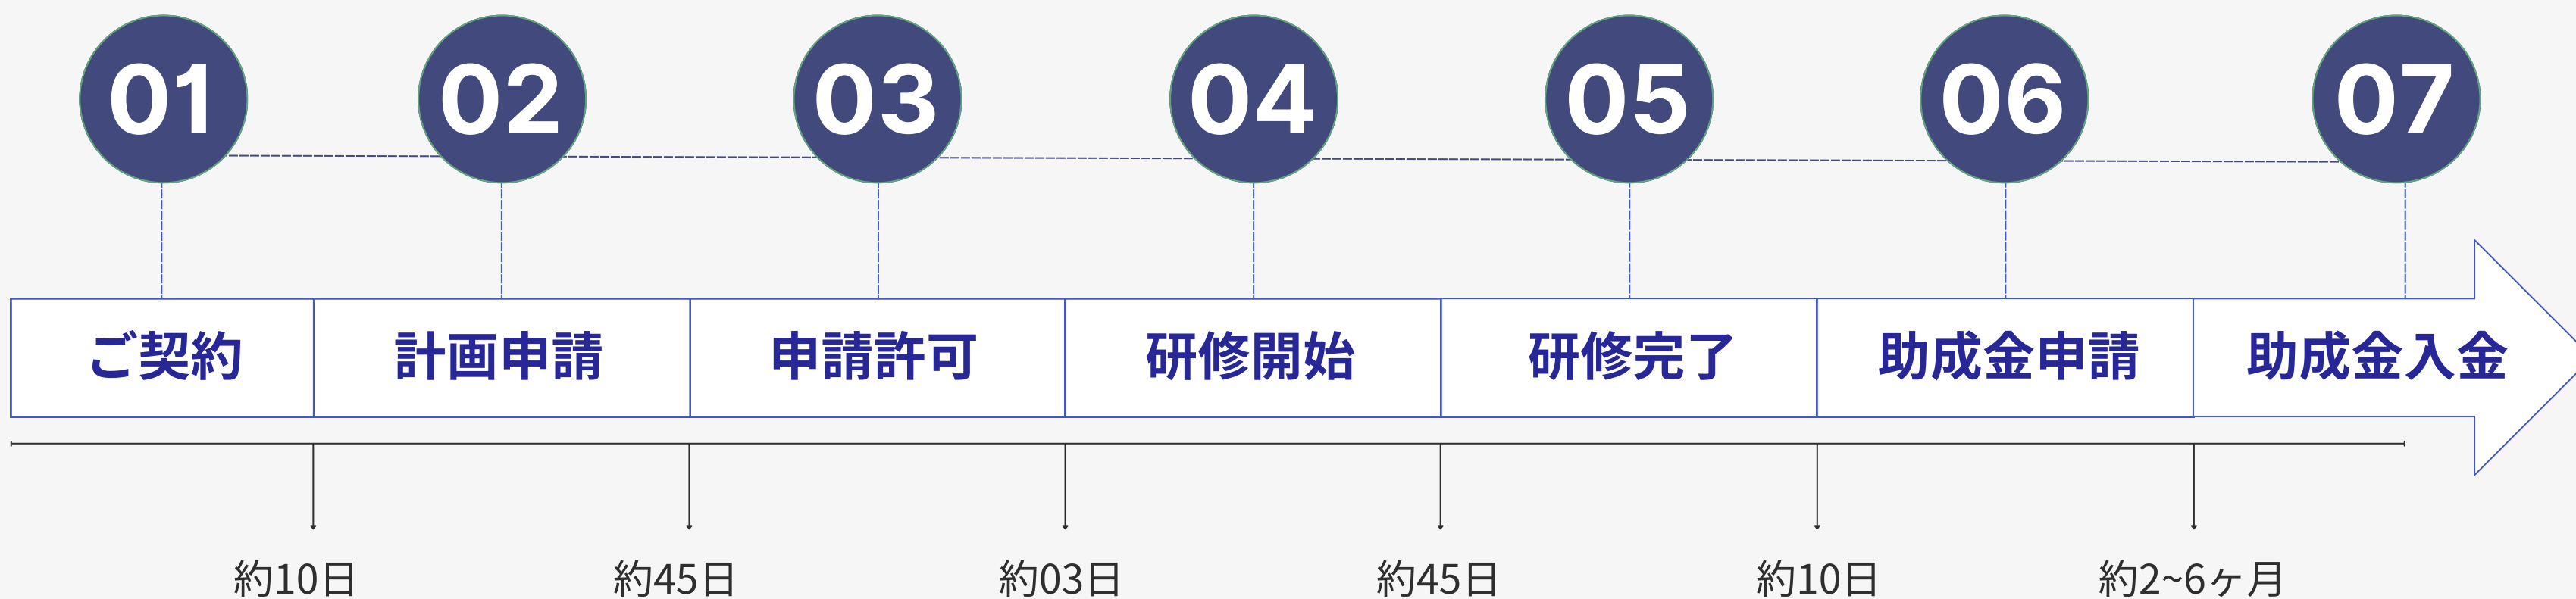 01 02 03 04 05 06 07
ご契約 計画申請 申請許可 研修開始 研修完了 助成金申請 助成金入金
約10日 約45日 約03日 約45日 約10日 約2~6ヶ月